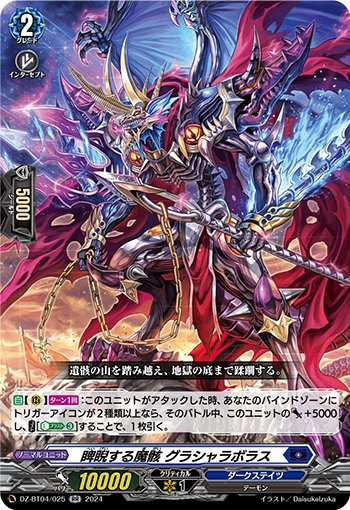 2
グレード
インターセプト
5000
シールド
遺骸の山を踏み越え、地獄の底まで蹂躙する。
自【R】【ターン1回】:このユニットがアタックした時、あなたのバインドゾーンに
トリガーアイコンが2種類以上なら、そのバトル中、このユニットのパワー+5000
し、【コスト】【CB1】することで、1枚引く。
ノーマルユニット
睥睨する魔骸 グラシャラボラス
パワー 10000
クリティカル
1
ダークステイツ
デーモン
DZ-BT04/025 RR 2024
イラスト/DaisukeIzuka